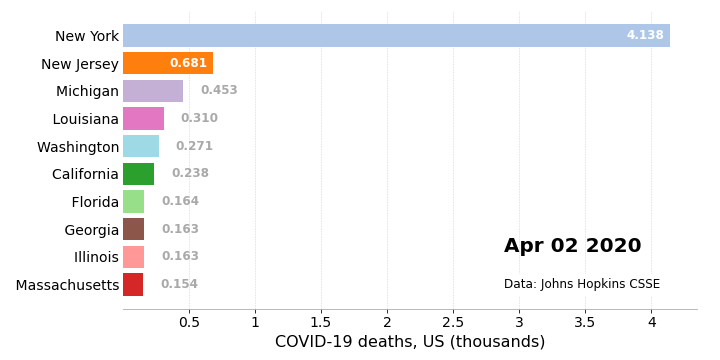 New York 4.138
New Jersey 0.681
Michigan 0.453
Louisiana 0.310
Washington 0.271
California 0.238
Florida 0.164
Georgia 0.163
Illinois 0.163
Massachusetts 0.154
Apr 02 2020
Data: Johns Hopkins CSSE
0.5 1 1.5 2 2.5 3 3.5 4
COVID-19 deaths, US (thousands)